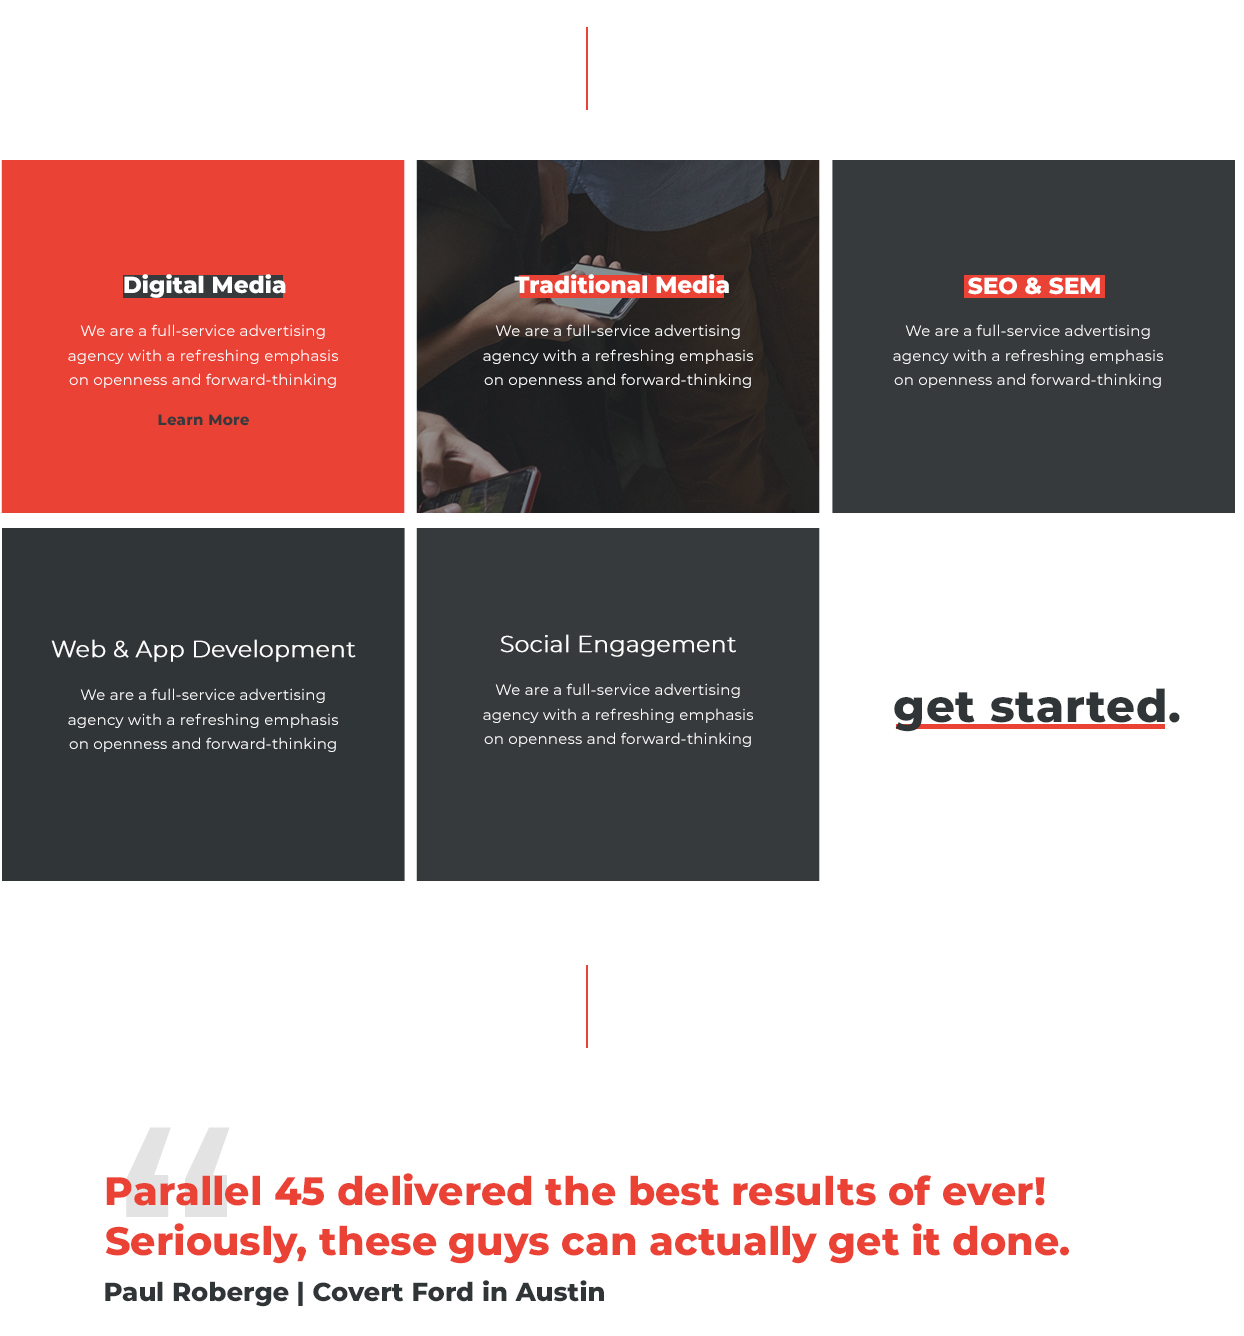 Digital Media
We are a full-service advertising
agency with a refreshing emphasis
on openness and forward-thinking
Learn More
Traditional Media
We are a full-service advertising
agency with a refreshing emphasis
on openness and forward-thinking
SEO & SEM
We are a full-service advertising
agency with a refreshing emphasis
on openness and forward-thinking
Web & App Development
We are a full-service advertising
agency with a refreshing emphasis
on openness and forward-thinking
Social Engagement
We are a full-service advertising
agency with a refreshing emphasis
on openness and forward-thinking
get started.
“
Parallel 45 delivered the best results of ever!
Seriously, these guys can actually get it done.
Paul Roberge | Covert Ford in Austin